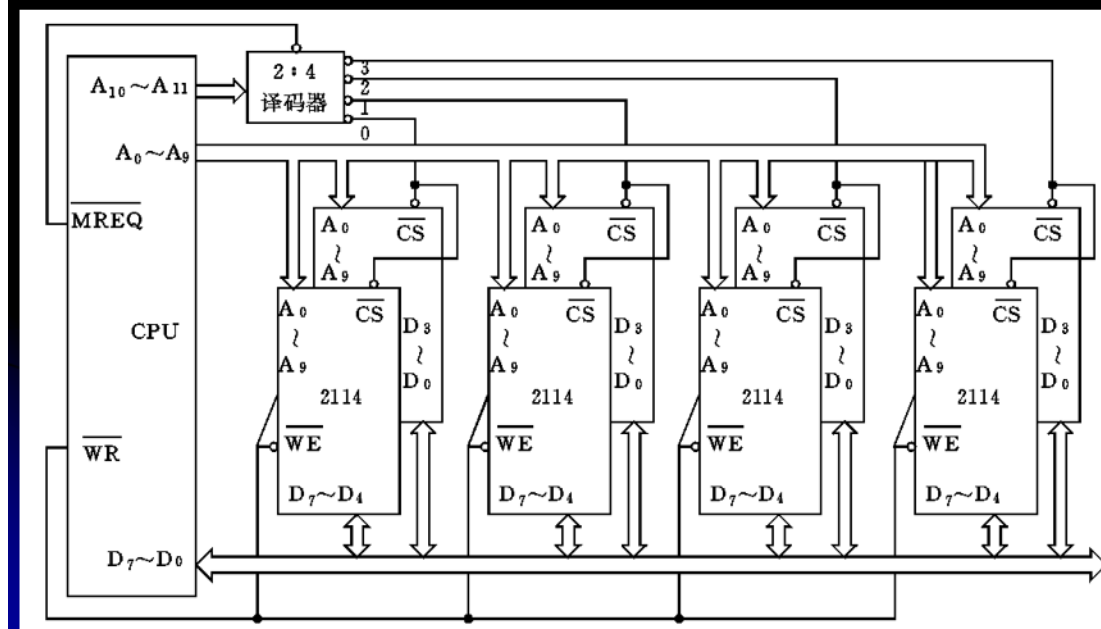 2:4
译码器
3
2
1
0
A10～A11
A0～A9
MREQ
CPU
WR
D7～D0
A0
～
A9
CS
D3
～
D0
A0
～
A9
CS
2114
WE
D7～D4
A0
～
A9
CS
D3
～
D0
A0
～
A9
CS
2114
WE
D7～D4
A0
～
A9
CS
D3
～
D0
A0
～
A9
CS
2114
WE
D7～D4
A0
～
A9
CS
D3
～
D0
A0
～
A9
CS
2114
WE
D7～D4